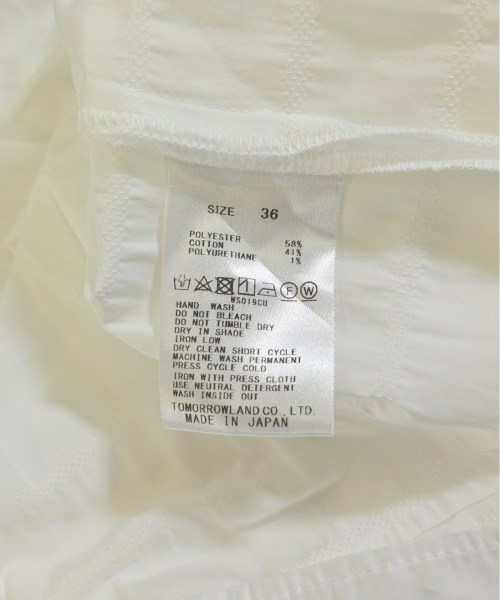 SIZE 36
POLYESTER 58%
COTTON 41%
POLYURETHANE 1%
F W
WS019CU
HAND WASH
DO NOT BLEACH
DO NOT TUMBLE DRY
DRY IN SHADE
IRON LOW
DRY CLEAN SHORT CYCLE
MACHINE WASH PERMANENT
PRESS CYCLE COLD
IRON WITH PRESS CLOTH
USE NEUTRAL DETERGENT
WASH INSIDE OUT
TOMORROWLAND CO., LTD.
MADE IN JAPAN